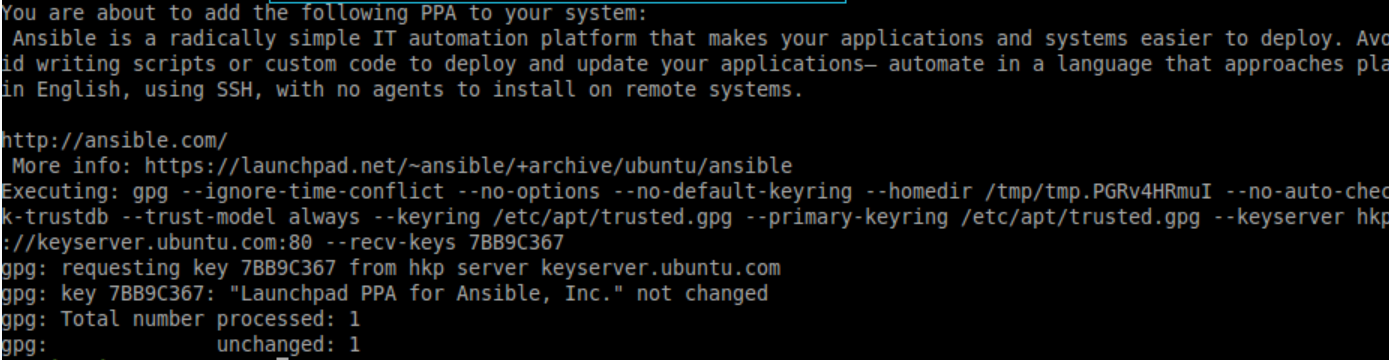 You are about to add the following PPA to your system:
 Ansible is a radically simple IT automation platform that makes your applications and systems easier to deploy. Avo
id writing scripts or custom code to deploy and update your applications— automate in a language that approaches pla
in English, using SSH, with no agents to install on remote systems.

http://ansible.com/
 More info: https://launchpad.net/~ansible/+archive/ubuntu/ansible
Executing: gpg --ignore-time-conflict --no-options --no-default-keyring --homedir /tmp/tmp.PGRv4HRmuI --no-auto-chec
k-trustdb --trust-model always --keyring /etc/apt/trusted.gpg --primary-keyring /etc/apt/trusted.gpg --keyserver hkp
://keyserver.ubuntu.com:80 --recv-keys 7BB9C367
gpg: requesting key 7BB9C367 from hkp server keyserver.ubuntu.com
gpg: key 7BB9C367: "Launchpad PPA for Ansible, Inc." not changed
gpg: Total number processed: 1
gpg:              unchanged: 1